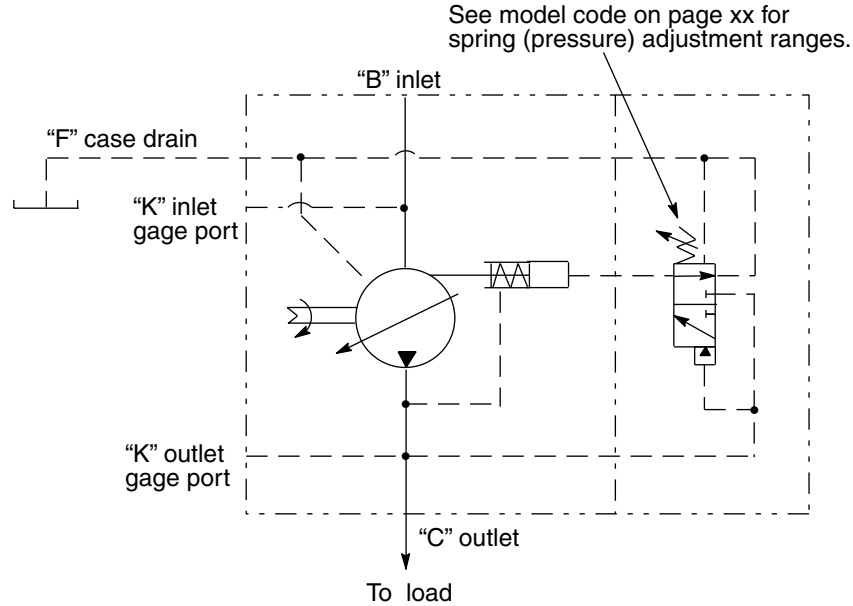 See model code on page xx for
spring (pressure) adjustment ranges.
“B” inlet
“F” case drain
“K” inlet
gage port
“K” outlet
gage port
“C” outlet
To load